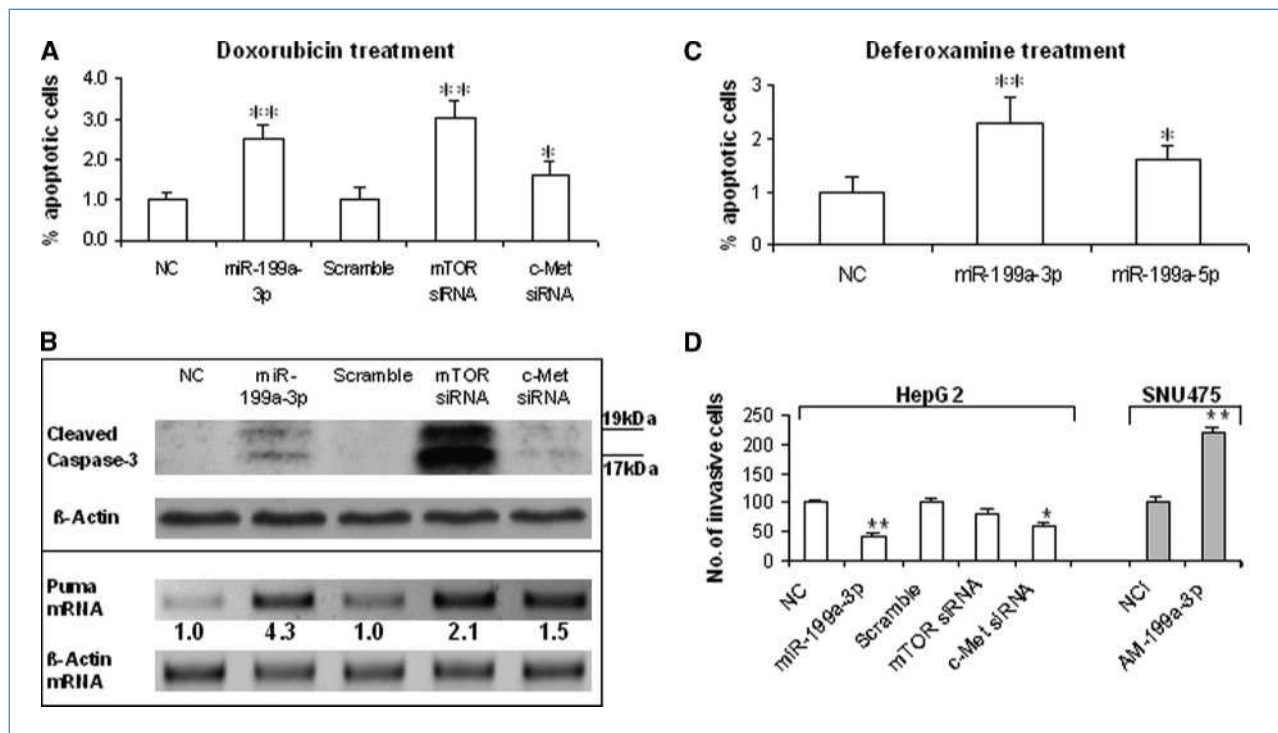 A
Doxorubicin treatment
% apoptotic cells
4.0
3.0
2.0
1.0
0.0
**
**
*
NC
miR-199a-
3p
Scramble
mTOR
siRNA
c-Met
siRNA
C
Deferoxamine treatment
% apoptotic cells
3
2
1
0
**
*
NC
miR-199a-3p
miR-199a-5p
B
NC
miR-
199a-3p
Scramble
mTOR
siRNA
c-Met
siRNA
Cleaved
Caspase-3
19kDa
17kDa
ß-Actin
Puma
mRNA
1.0 4.3 1.0 2.1 1.5
ß-Actin
mRNA
D
HepG2
SNU475
No. of invasive cells
250
200
150
100
50
0
**
*
**
NC
miR-199a-3p
Scramble
mTOR siRNA
c-Met siRNA
NCi
AM-199a-3p